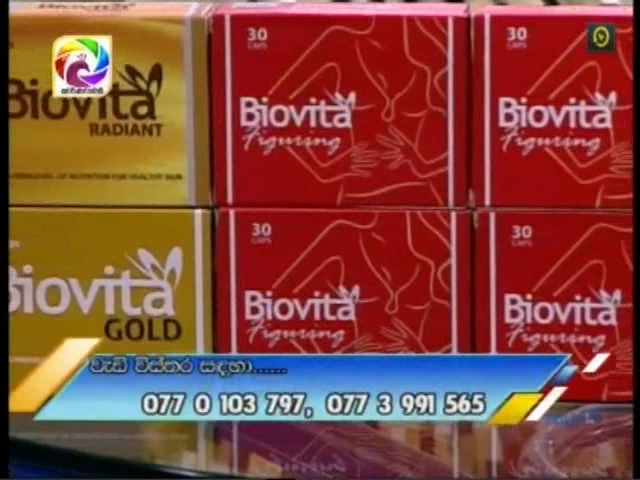 Biovita
RADIANT
30
CAPS
Biovita
Figuring
30
CAPS
Biovita
Figuring
Biovita
GOLD
30
CAPS
Biovita
Figuring
30
CAPS
Biovita
Figuring
වැඩි විස්තර සඳහා......
077 0 103 797, 077 3 991 565